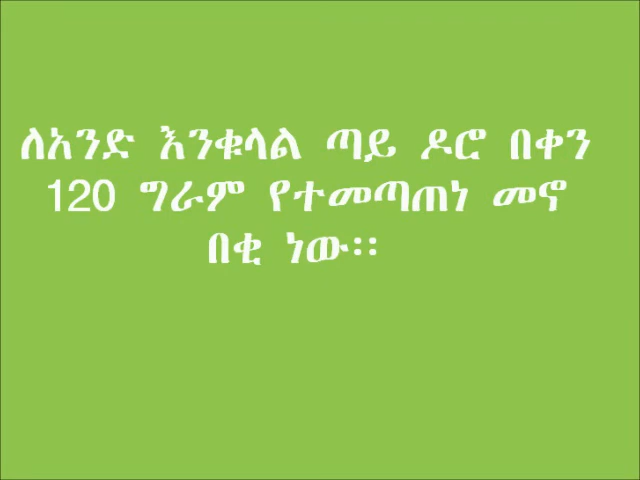 ለአንድ እንቁላል ጣይ ዶሮ በቀን
120 ግራም የተመጣጠነ መኖ
በቂ ነው፡፡